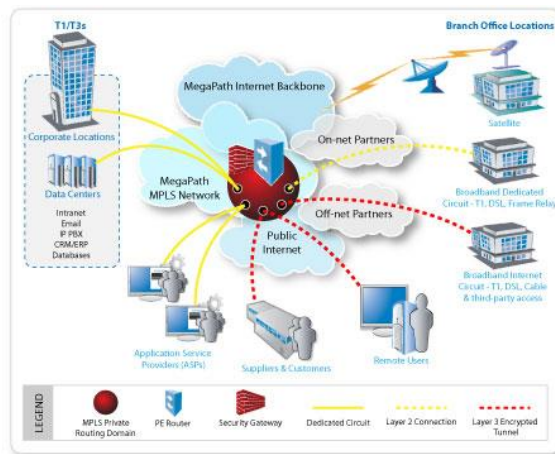 T1/T3s
Branch Office Locations
MegaPath Internet Backbone
Corporate Locations
Satellite
On-net Partners
MegaPath
MPLS Network
Data Centers
Broadband Dedicated
Circuit - T1, DSL, Frame Relay
Intranet
Email
IP PBX
CRM/ERP
Databases
Off-net Partners
Public
Internet
Broadband Internet
Circuit - T1, DSL, Cable
& third-party access
Application Service
Providers (ASPs)
Suppliers & Customers
Remote Users
LEGEND
MPLS Private
Routing Domain
PE Router
Security Gateway
Dedicated Circuit
Layer 2 Connection
Layer 3 Encrypted
Tunnel